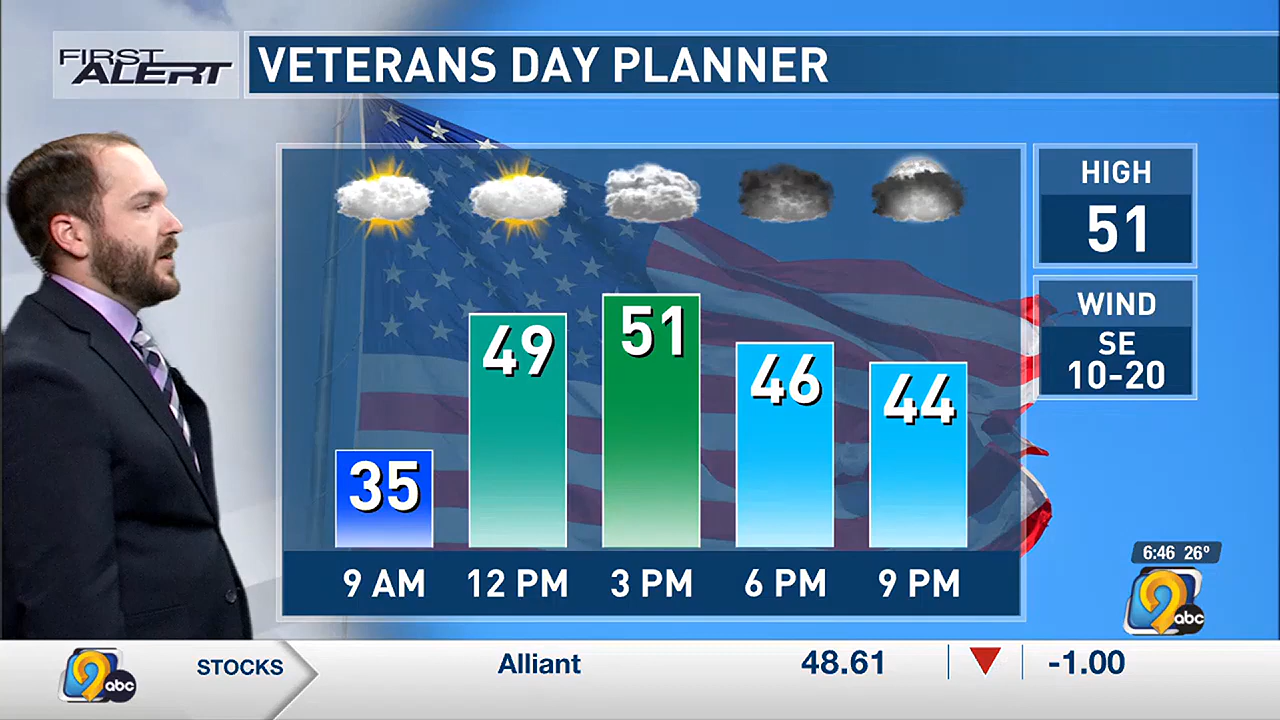 FIRST ALERT
VETERANS DAY PLANNER
HIGH
51
WIND
SE
10-20
35
49
51
46
44
9 AM
12 PM
3 PM
6 PM
9 PM
6:46 26°
9
abc
9
abc
STOCKS
Alliant
48.61
-1.00